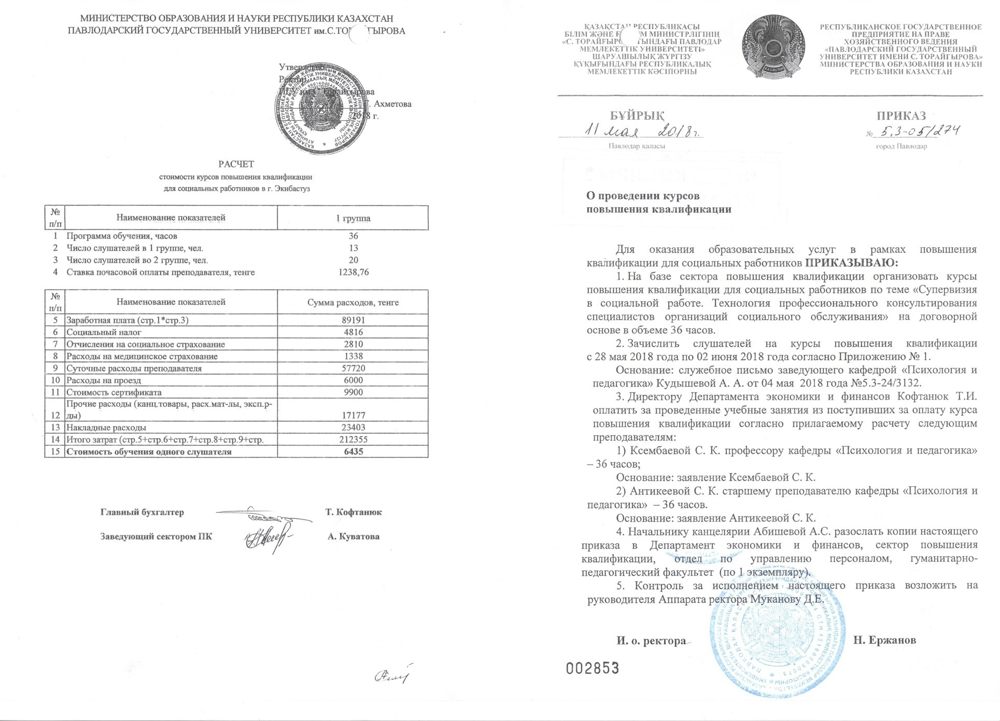 МИНИСТЕРСТВО ОБРАЗОВАНИЯ И НАУКИ РЕСПУБЛИКИ КАЗАХСТАН
ПАВЛОДАРСКИЙ ГОСУДАРСТВЕННЫЙ УНИВЕРСИТЕТ им.С.ТОРАЙГЫРОВА
Утверждаю
Ректор
ПГУ им.С.Торайгырова
Г. Ахметова
2018 г.
РАСЧЕТ
стоимости курсов повышения квалификации
для социальных работников в г. Экибастуз
№ п/п Наименование показателей 1 группа
1 Программа обучения, часов 36
2 Число слушателей в 1 группе, чел. 13
3 Число слушателей во 2 группе, чел. 20
4 Ставка почасовой оплаты преподавателя, тенге 1238,76
№ п/п Наименование показателей Сумма расходов, тенге
5 Заработная плата (стр.1*стр.3) 89191
6 Социальный налог 4816
7 Отчисления на социальное страхование 2810
8 Расходы на медицинское страхование 1338
9 Суточные расходы преподавателя 57720
10 Расходы на проезд 6000
11 Стоимость сертификата 9900
Прочие расходы (канц.товары, расх.мат-лы, эксп.р-
12 ды) 17177
13 Накладные расходы 23403
14 Итого затрат (стр.5+стр.6+стр.7+стр.8+стр.9+стр. 212355
15 Стоимость обучения одного слушателя 6435
Главный бухгалтер Т. Кофтанюк
Заведующий сектором ПК А. Куватова
ҚАЗАҚСТАН РЕСПУБЛИКАСЫ
БІЛІМ ЖӘНЕ ҒЫЛЫМ МИНИСТРЛІГІНІҢ
«С. ТОРАЙҒЫРОВ АТЫНДАҒЫ ПАВЛОДАР
МЕМЛЕКЕТТІК УНИВЕРСИТЕТІ»
ШАРУАШЫЛЫҚ ЖҮРГІЗУ
ҚҰҚЫҒЫНДАҒЫ РЕСПУБЛИКАЛЫҚ
МЕМЛЕКЕТТІК КӘСІПОРНЫ
ҚАЗАҚСТАН
РЕСПУБЛИКАНСКОЕ ГОСУДАРСТВЕННОЕ
ПРЕДПРИЯТИЕ НА ПРАВЕ
ХОЗЯЙСТВЕННОГО ВЕДЕНИЯ
«ПАВЛОДАРСКИЙ ГОСУДАРСТВЕННЫЙ
УНИВЕРСИТЕТ ИМЕНИ С. ТОРАЙГЫРОВА»
МИНИСТЕРСТВА ОБРАЗОВАНИЯ И НАУКИ
РЕСПУБЛИКИ КАЗАХСТАН
БҰЙРЫҚ ПРИКАЗ
11 мая 2018г. № 5.3-05/274
Павлодар қаласы город Павлодар
О проведении курсов
повышения квалификации
Для оказания образовательных услуг в рамках повышения
квалификации для социальных работников ПРИКАЗЫВАЮ:
1. На базе сектора повышения квалификации организовать курсы
повышения квалификации для социальных работников по теме «Супервизия
в социальной работе. Технология профессионального консультирования
специалистов организаций социального обслуживания» на договорной
основе в объеме 36 часов.
2. Зачислить слушателей на курсы повышения квалификации
с 28 мая 2018 года по 02 июня 2018 года согласно Приложению № 1.
Основание: служебное письмо заведующего кафедрой «Психология и
педагогика» Кудышевой А. А. от 04 мая 2018 года №5.3-24/3132.
3. Директору Департамента экономики и финансов Кофтанюк Т.И.
оплатить за проведенные учебные занятия из поступивших за оплату курса
повышения квалификации согласно прилагаемому расчету следующим
преподавателям:
1) Ксембаевой С. К. профессору кафедры «Психология и педагогика»
– 36 часов;
Основание: заявление Ксембаевой С. К.
2) Антикеевой С. К. старшему преподавателю кафедры «Психология и
педагогика» – 36 часов.
Основание: заявление Антикеевой С. К.
4. Начальнику канцелярии Абишевой А.С. разослать копии настоящего
приказа в Департамент экономики и финансов, сектор повышения
квалификации, отдел по управлению персоналом, гуманитарно-
педагогический факультет (по 1 экземпляру).
5. Контроль за исполнением настоящего приказа возложить на
руководителя Аппарата ректора Муканову Д.Е.
И. о. ректора Н. Ержанов
002853